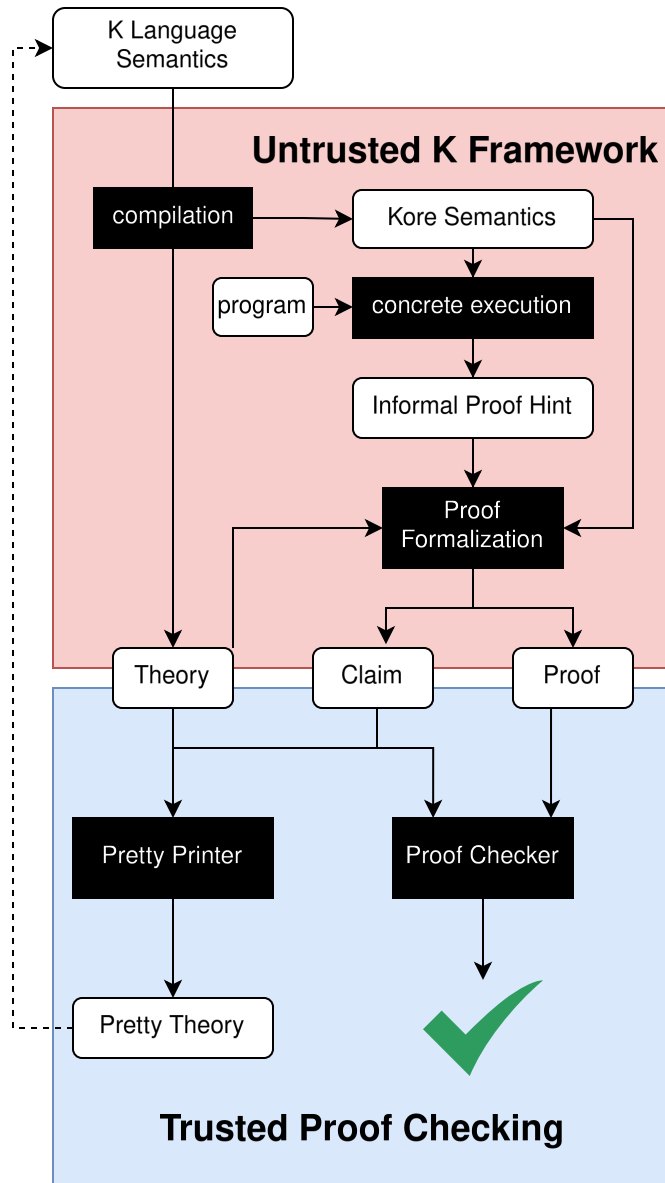 K Language
Semantics
Untrusted K Framework
compilation
Kore Semantics
program
concrete execution
Informal Proof Hint
Proof
Formalization
Theory
Claim
Proof
Pretty Printer
Proof Checker
Pretty Theory
Trusted Proof Checking